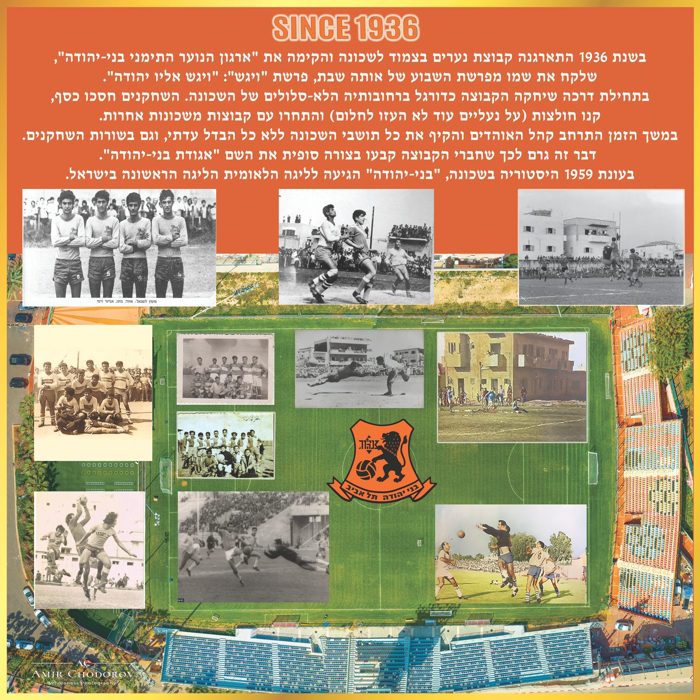 SINCE 1936
בשנת 1936 התארגנה קבוצת נערים בצמוד לשכונה והקימה את "ארגון הנוער התימני בני-יהודה",
שלקח את שמו מפרשת השבוע של אותה שבת, פרשת "ויגש": "ויגש אליו יהודה".
בתחילת דרכה שיחקה הקבוצה כדורגל ברחובותיה הלא-סלולים של השכונה. השחקנים חסכו כסף,
קנו חולצות (על נעליים עוד לא העזו לחלום) והתחרו עם קבוצות משכונות אחרות.
במשך הזמן התרחב קהל האוהדים והקיף את כל תושבי השכונה ללא כל הבדל עדתי, וגם בשורות השחקנים.
דבר זה גרם לכך שחברי הקבוצה קבעו בצורה סופית את השם "אגודת בני-יהודה".
בעונת 1959 היסטוריה בשכונה, "בני-יהודה" הגיעה לליגה הלאומית הליגה הראשונה בישראל.
בני יהודה תל אביב
AMIR CHODOROV